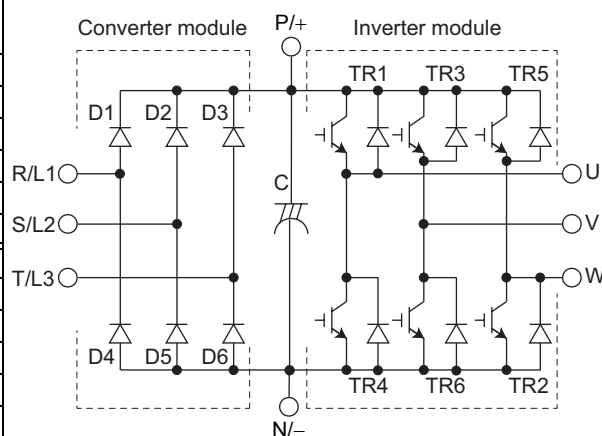 P/+
Converter module
Inverter module
TR1 TR3 TR5
D1 D2 D3
R/L1
U
C
S/L2
V
T/L3
W
D4 D5 D6
TR4 TR6 TR2
N/−